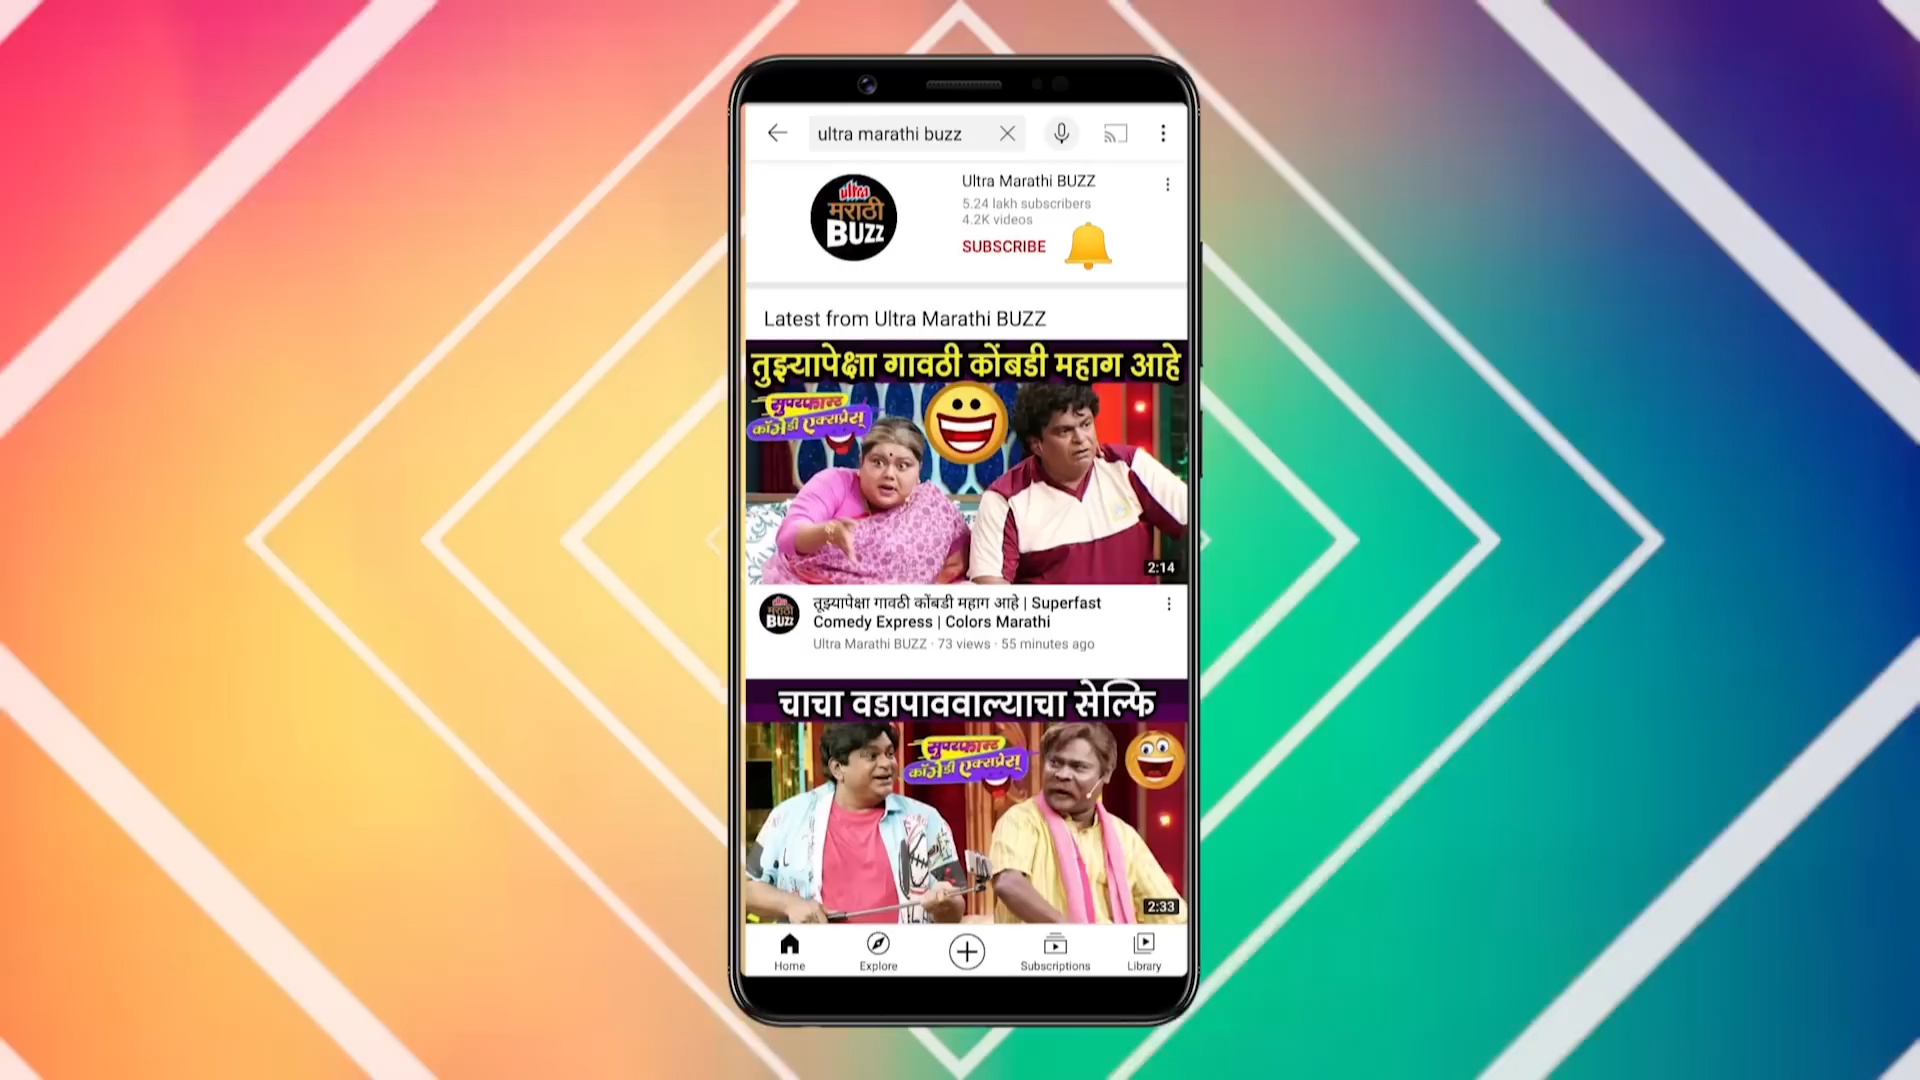 ultra marathi buzz
ultra
मराठी
BUZZ
Ultra Marathi BUZZ
5.24 lakh subscribers
4.2K videos
SUBSCRIBE
Latest from Ultra Marathi BUZZ
तुझ्यापेक्षा गावठी कोंबडी महाग आहे
सुपरफास्ट
कॉमेडी एक्सप्रेस्
2:14
ultra
मराठी
BUZZ
तूझ्यापेक्षा गावठी कोंबडी महाग आहे | Superfast
Comedy Express | Colors Marathi
Ultra Marathi BUZZ · 73 views · 55 minutes ago
चाचा वडापाववाल्याचा सेल्फि
सुपरफास्ट
कॉमेडी एक्सप्रेस्
2:33
Home
Explore
Subscriptions
Library